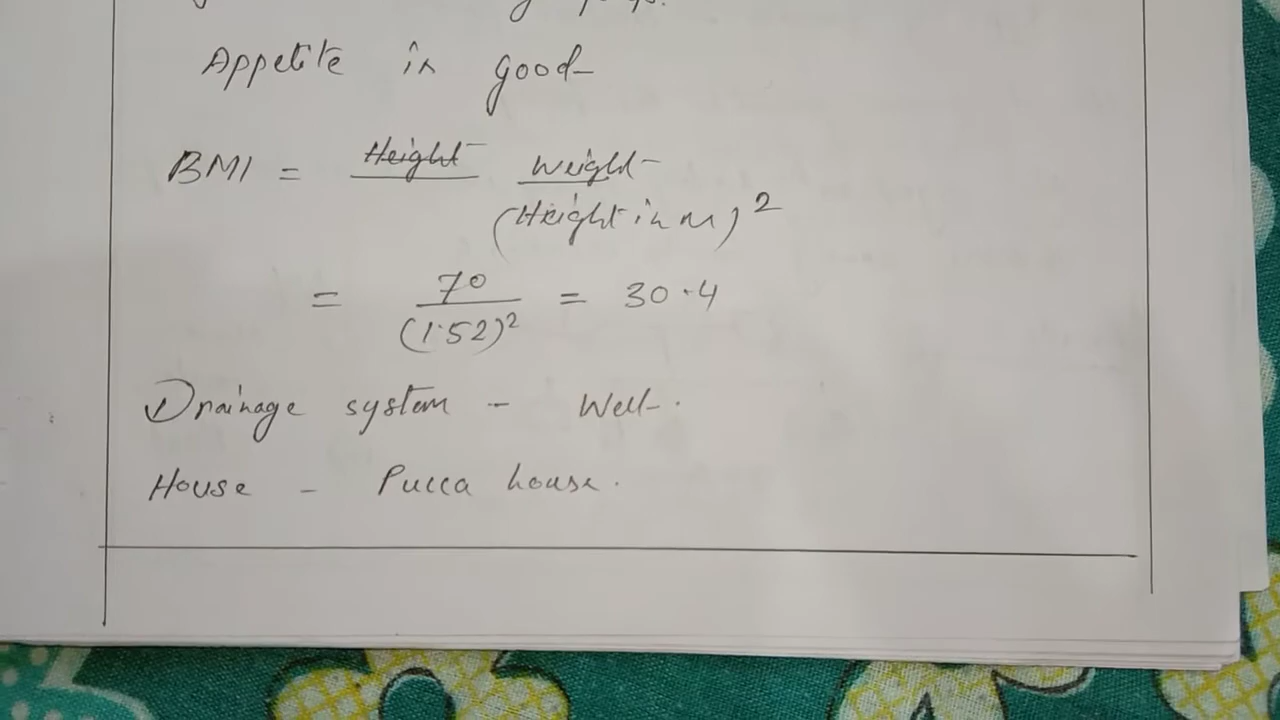 Appetite is good
BMI = Height Weight
(Height in m)2
= 70 / (1.52)2 = 30.4
Drainage system - Well.
House - Pucca house.